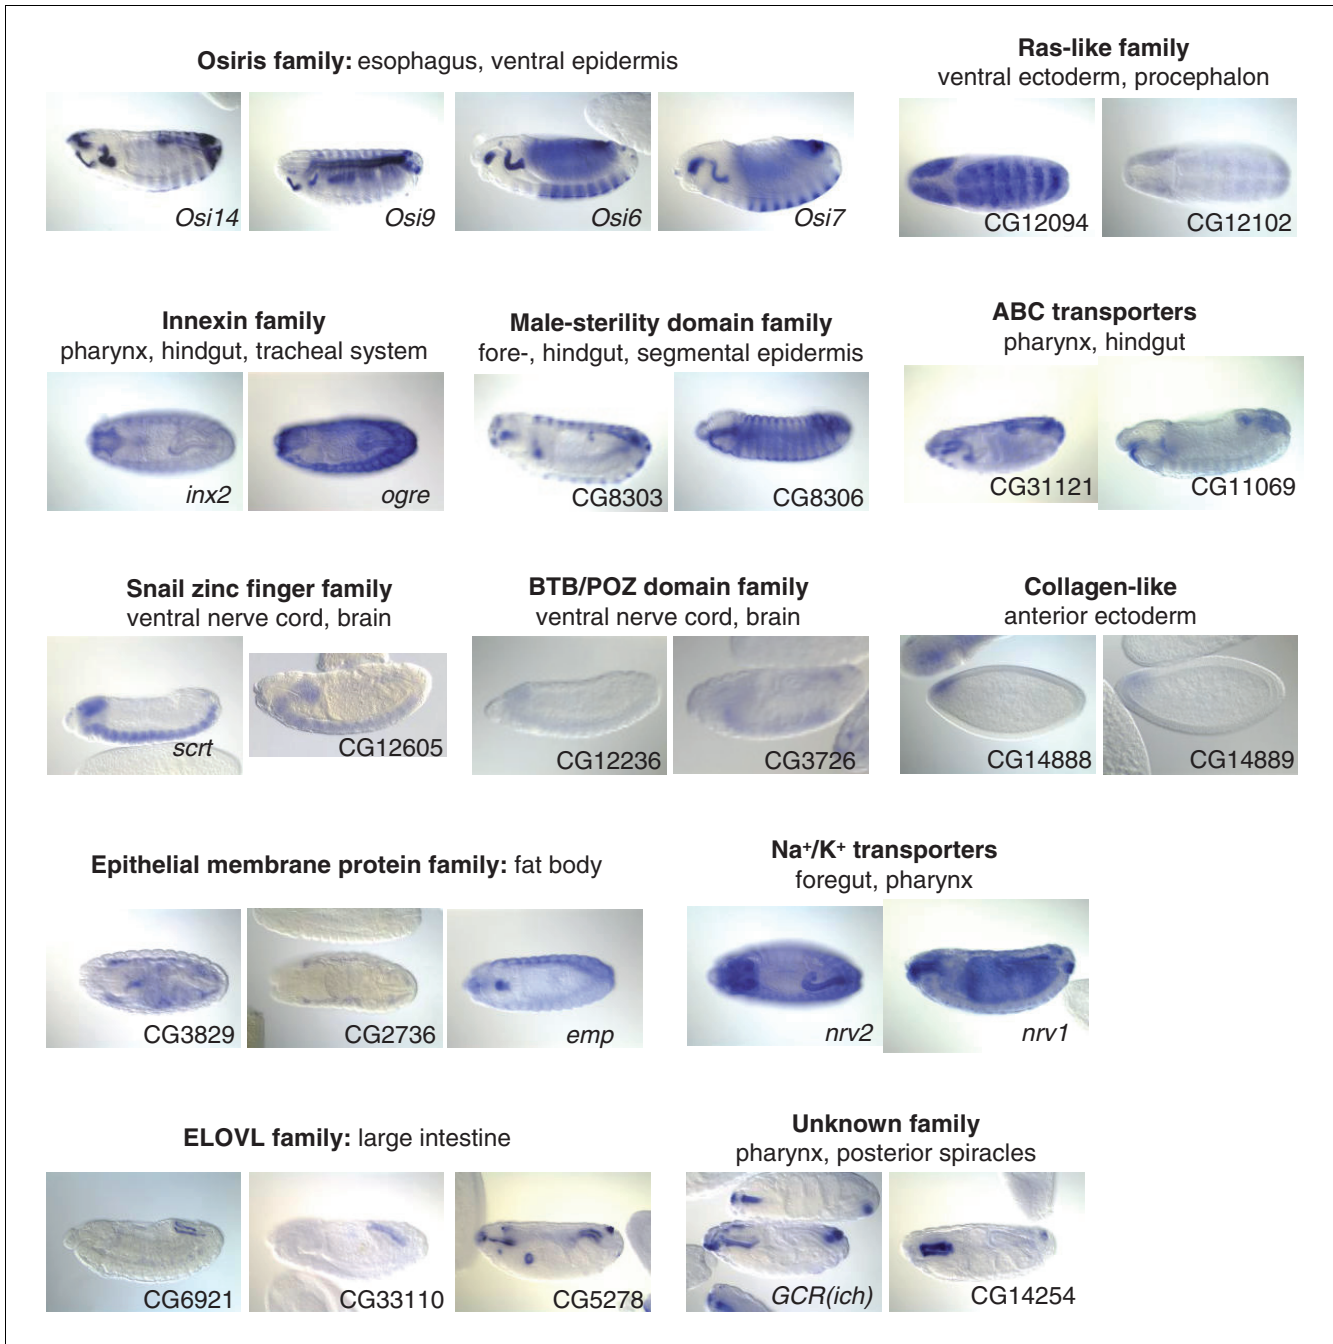 Osiris family: esophagus, ventral epidermis
Osi14
Osi9
Osi6
Osi7
Ras-like family
ventral ectoderm, procephalon
CG12094
CG12102
Innexin family
pharynx, hindgut, tracheal system
inx2
ogre
Male-sterility domain family
fore-, hindgut, segmental epidermis
CG8303
CG8306
ABC transporters
pharynx, hindgut
CG31121
CG11069
Snail zinc finger family
ventral nerve cord, brain
scrt
CG12605
BTB/POZ domain family
ventral nerve cord, brain
CG12236
CG3726
Collagen-like
anterior ectoderm
CG14888
CG14889
Epithelial membrane protein family: fat body
CG3829
CG2736
emp
Na⁺/K⁺ transporters
foregut, pharynx
nrv2
nrv1
ELOVL family: large intestine
CG6921
CG33110
CG5278
Unknown family
pharynx, posterior spiracles
GCR(ich)
CG14254